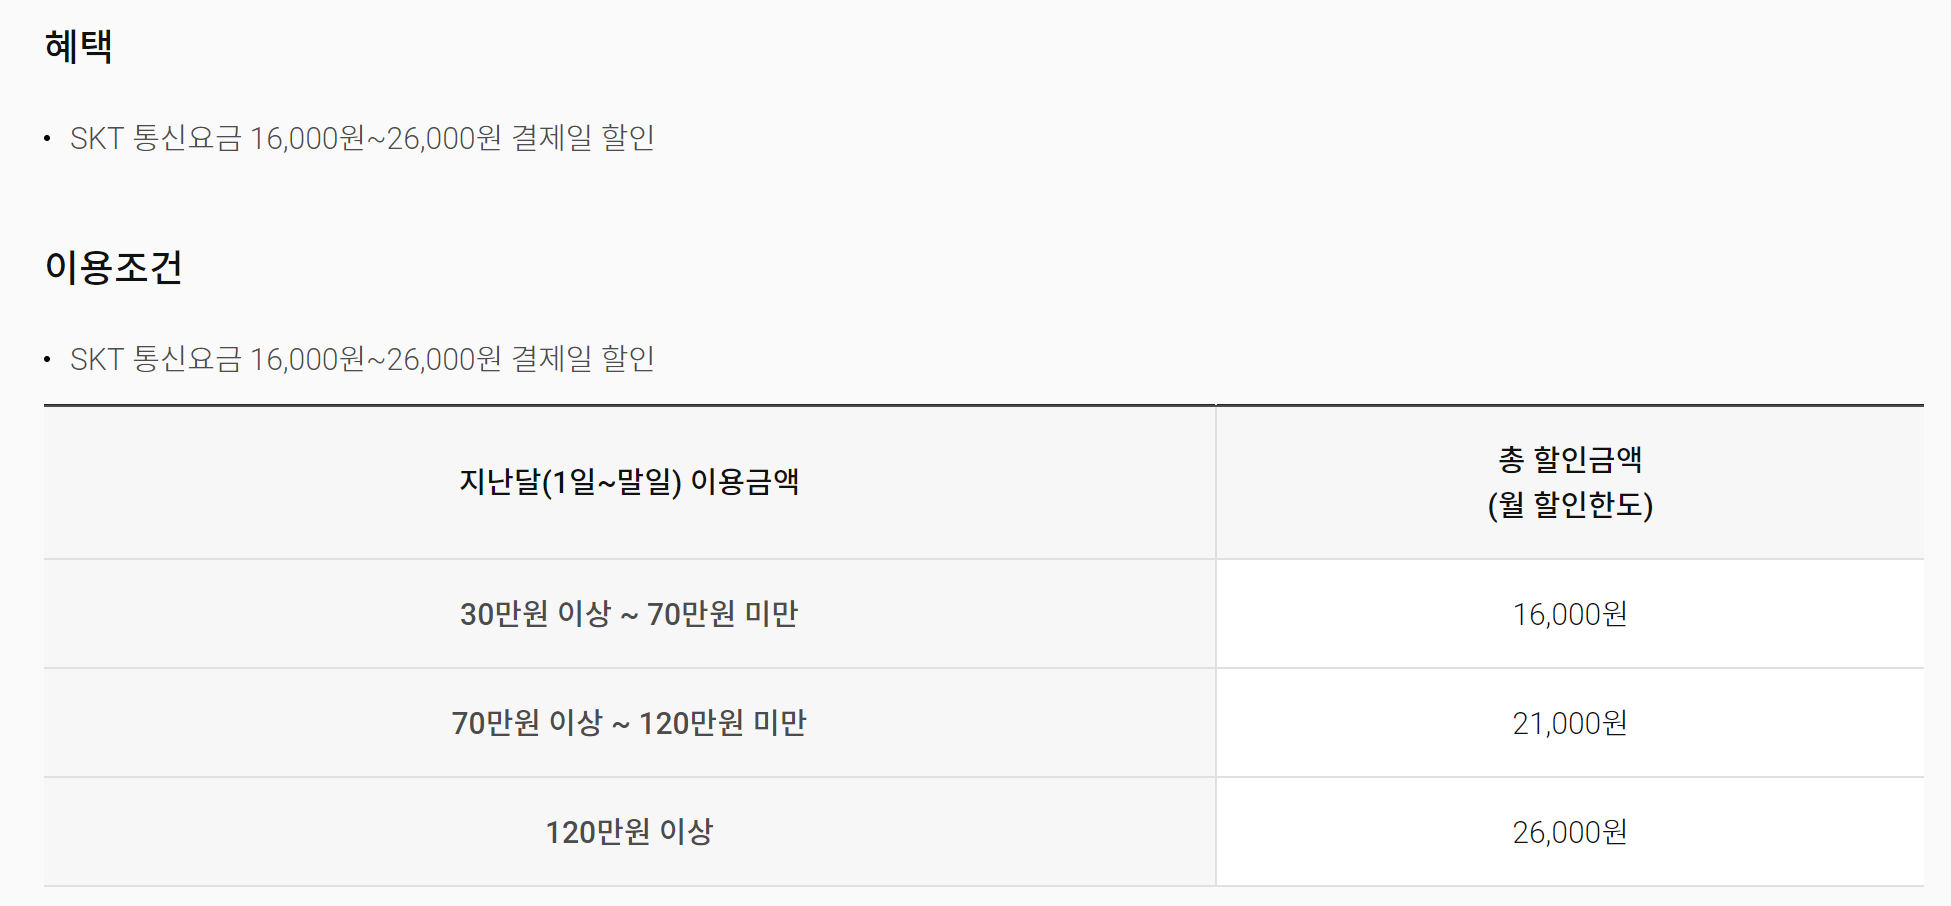 혜택
• SKT 통신요금 16,000원~26,000원 결제일 할인
이용조건
• SKT 통신요금 16,000원~26,000원 결제일 할인
지난달(1일~말일) 이용금액
총 할인금액
(월 할인한도)
30만원 이상 ~ 70만원 미만
16,000원
70만원 이상 ~ 120만원 미만
21,000원
120만원 이상
26,000원